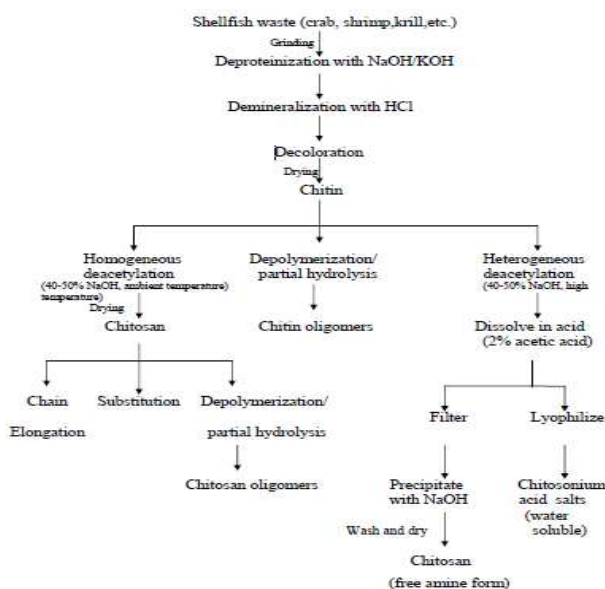 Shellfish waste (crab, shrimp,krill,etc.)
Grinding
Deproteinization with NaOH/KOH
Demineralization with HCl
Decoloration
Drying
Chitin
Homogeneous
deacetylation
(40-50% NaOH, ambient temperature)
temperature)
Drying
Chitosan
Depolymerization/
partial hydrolysis
Chitin oligomers
Heterogeneous
deacetylation
(40-50% NaOH, high
Dissolve in acid
(2% acetic acid)
Chain
Elongation
Substitution
Depolymerization/
partial hydrolysis
Chitosan oligomers
Filter
Precipitate
with NaOH
Wash and dry
Chitosan
(free amine form)
Lyophilize
Chitosonium
acid salts
(water
soluble)